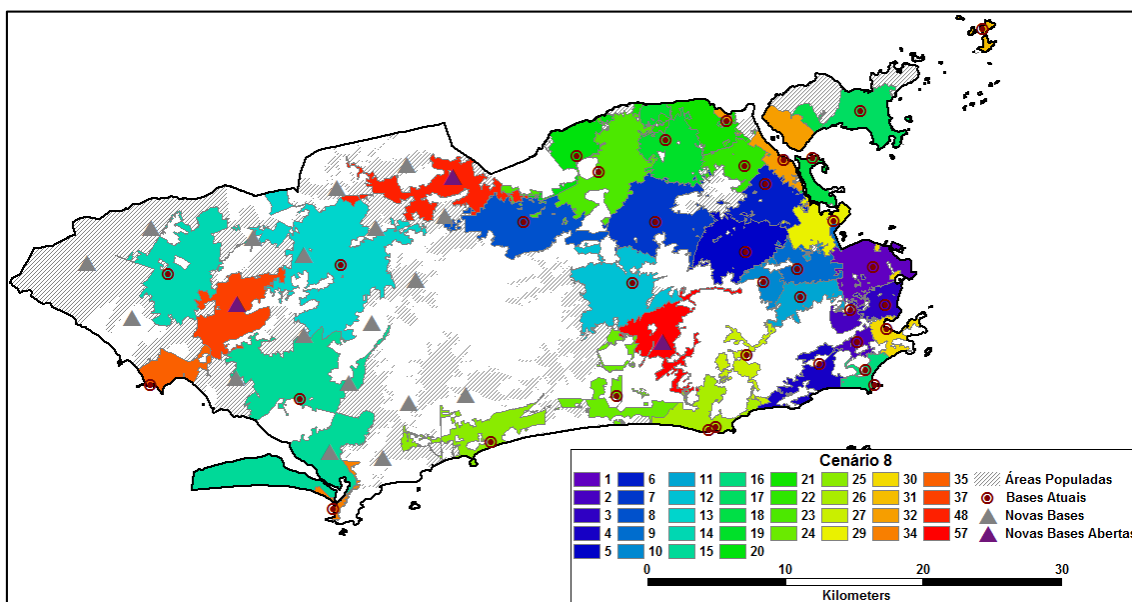 Cenário 8
1 6 11 16 21 25 30 35 Áreas Populadas
2 7 12 17 22 26 31 37 Bases Atuais
3 8 13 18 23 27 32 48 Novas Bases
4 9 14 19 24 29 34 57 Novas Bases Abertas
5 10 15 20
0 10 20 30
Kilometers